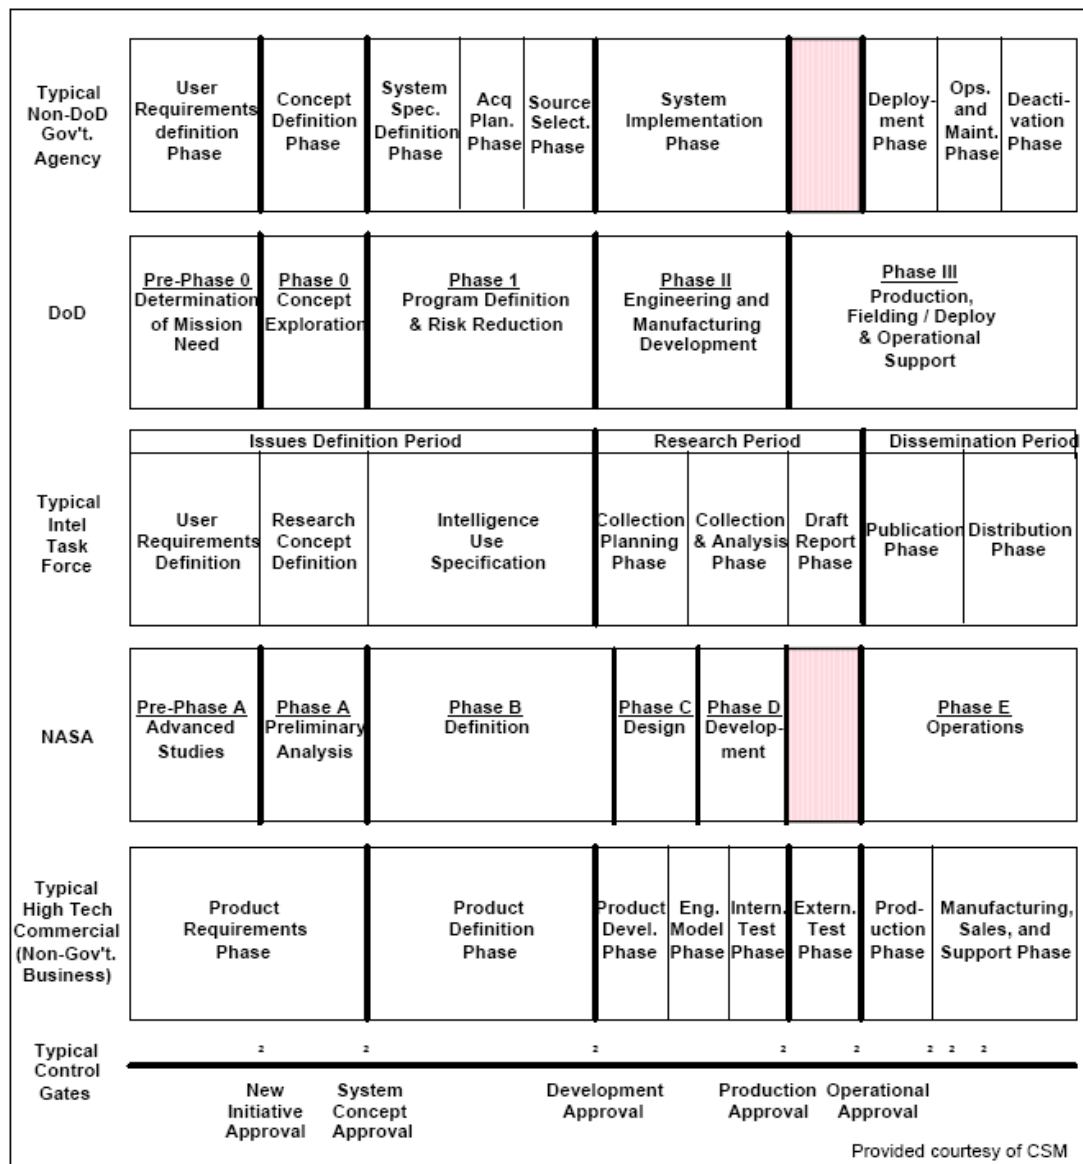 Typical
Non-DoD
Gov't.
Agency
User
Requirements
definition
Phase
Concept
Definition
Phase
System
Spec.
Definition
Phase
Acq
Plan.
Phase
Source
Select.
Phase
System
Implementation
Phase
Deploy-
ment
Phase
Ops.
and
Maint.
Phase
Deacti-
vation
Phase
DoD
Pre-Phase 0
Determination
of Mission
Need
Phase 0
Concept
Exploration
Phase 1
Program Definition
& Risk Reduction
Phase II
Engineering and
Manufacturing
Development
Phase III
Production,
Fielding / Deploy
& Operational
Support
Typical
Intel
Task
Force
Issues Definition Period
Research Period
Dissemination Period
User
Requirements
Definition
Research
Concept
Definition
Intelligence
Use
Specification
Collection
Planning
Phase
Collection
& Analysis
Phase
Draft
Report
Phase
Publication
Phase
Distribution
Phase
NASA
Pre-Phase A
Advanced
Studies
Phase A
Preliminary
Analysis
Phase B
Definition
Phase C
Design
Phase D
Develop-
ment
Phase E
Operations
Typical
High Tech
Commercial
(Non-Gov't.
Business)
Product
Requirements
Phase
Product
Definition
Phase
Product
Devel.
Phase
Eng.
Model
Phase
Intern.
Test
Phase
Extern.
Test
Phase
Prod-
uction
Phase
Manufacturing,
Sales, and
Support Phase
Typical
Control
Gates
2 2 2 2 2 2 2 2
New
Initiative
Approval
System
Concept
Approval
Development
Approval
Production
Approval
Operational
Approval
Provided courtesy of CSM